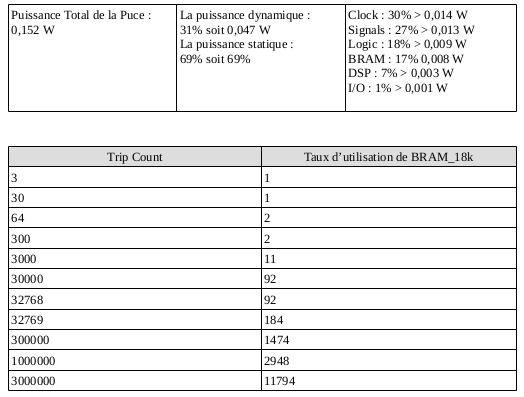 Puissance Total de la Puce :
0,152 W
La puissance dynamique :
31% soit 0,047 W
La puissance statique :
69% soit 69%
Clock : 30% > 0,014 W
Signals : 27% > 0,013 W
Logic : 18% > 0,009 W
BRAM : 17% 0,008 W
DSP : 7% > 0,003 W
I/O : 1% > 0,001 W
Trip Count Taux d'utilisation de BRAM_18k
3 1
30 1
64 2
300 2
3000 11
30000 92
32768 92
32769 184
300000 1474
1000000 2948
3000000 11794